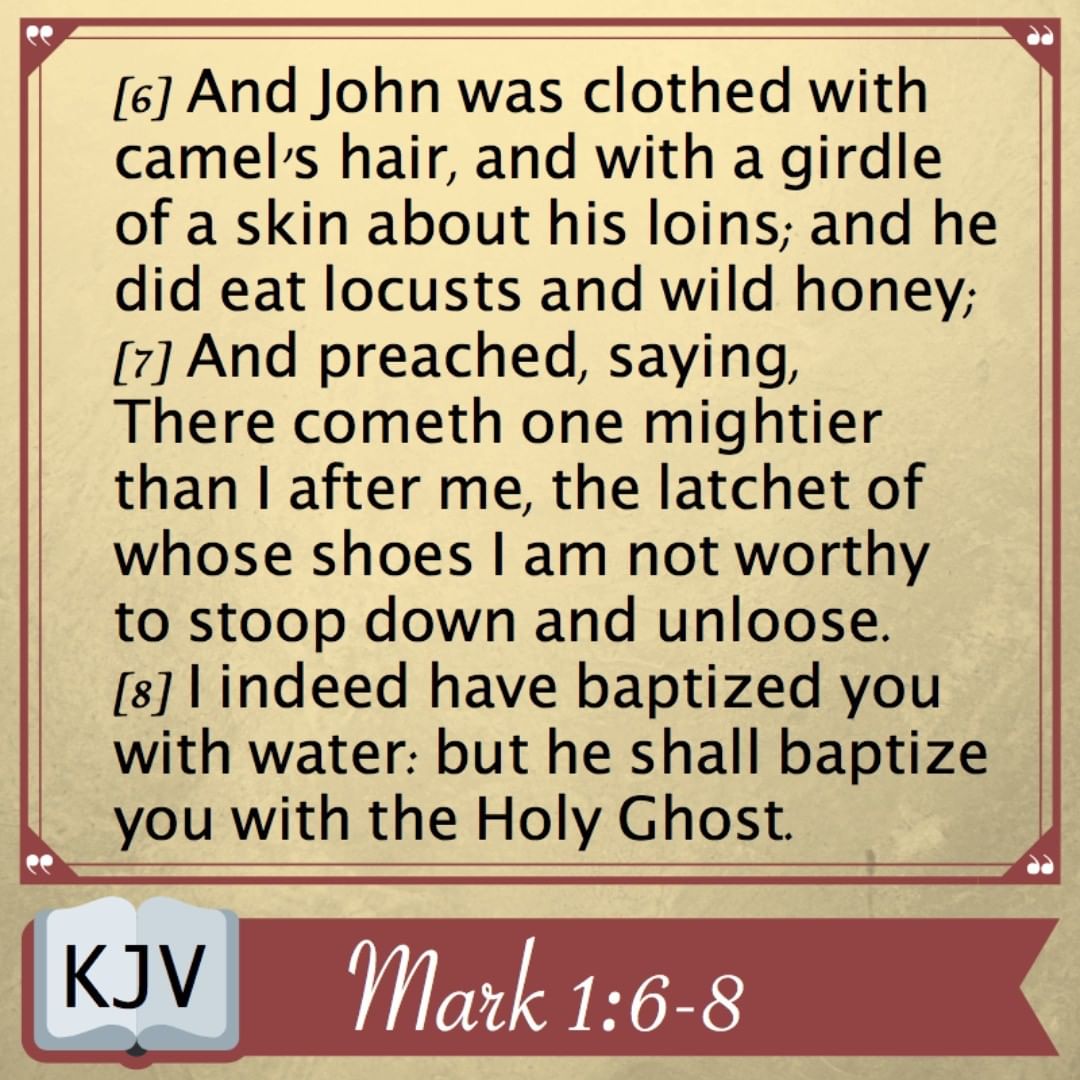 [6] And John was clothed with
camel's hair, and with a girdle
of a skin about his loins; and he
did eat locusts and wild honey;
[7] And preached, saying,
There cometh one mightier
than I after me, the latchet of
whose shoes I am not worthy
to stoop down and unloose.
[8] I indeed have baptized you
with water: but he shall baptize
you with the Holy Ghost.
KJV
Mark 1:6-8